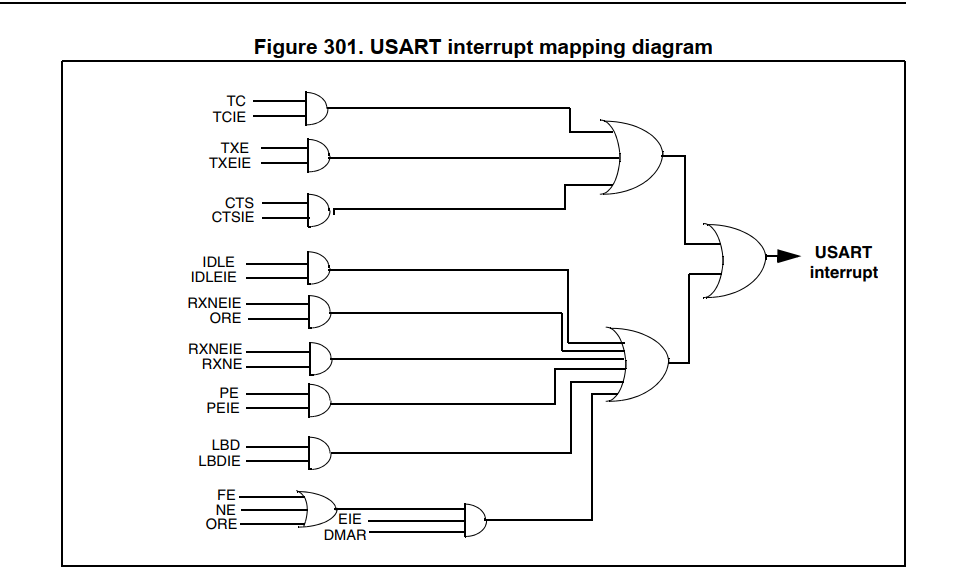 Figure 301. USART interrupt mapping diagram
TC
TCIE
TXE
TXEIE
CTS
CTSIE
IDLE
IDLEIE
RXNEIE
ORE
RXNEIE
RXNE
PE
PEIE
LBD
LBDIE
FE
NE
ORE
EIE
DMAR
USART
interrupt